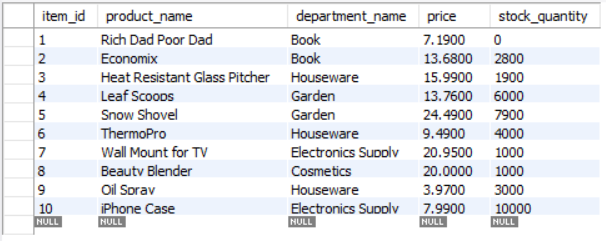 item_id product_name department_name price stock_quantity
1 Rich Dad Poor Dad Book 7.1900 0
2 Economix Book 13.6800 2800
3 Heat Resistant Glass Pitcher Houseware 15.9900 1900
4 Leaf Scoops Garden 13.7600 6000
5 Snow Shovel Garden 24.4900 7900
6 ThermoPro Houseware 9.4900 4000
7 Wall Mount for TV Electronics Supply 20.9500 1000
8 Beauty Blender Cosmetics 20.0000 1000
9 Oil Spray Houseware 3.9700 3000
10 iPhone Case Electronics Supply 7.9900 10000
NULL NULL NULL NULL NULL